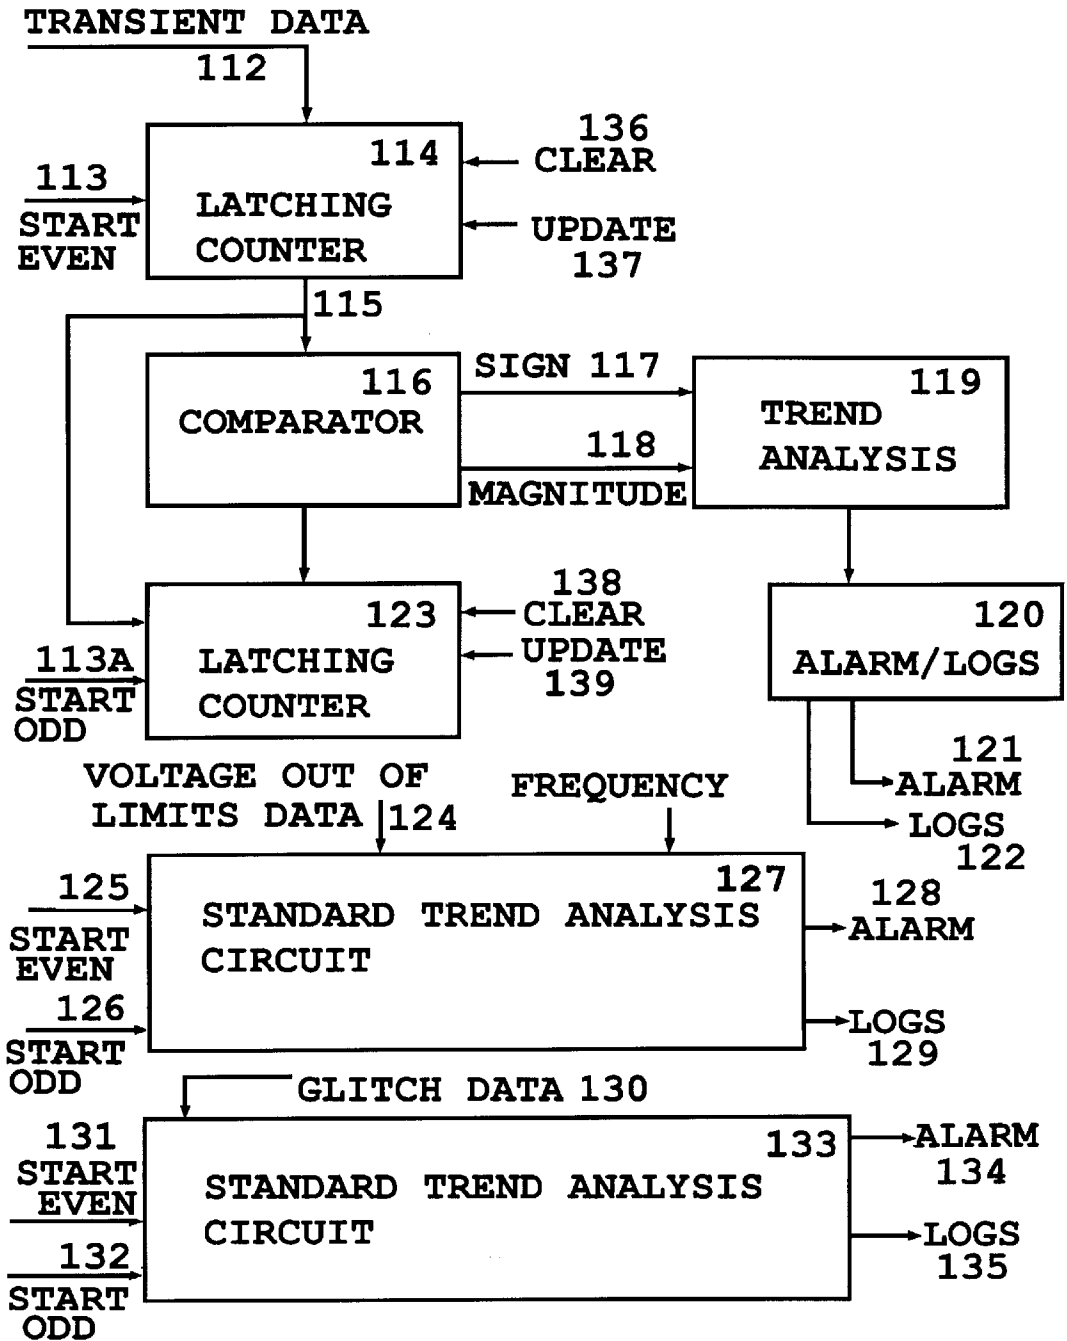 TRANSIENT DATA
112
136
CLEAR
114
LATCHING
COUNTER
113
START
EVEN
UPDATE
137
115
SIGN 117
116
COMPARATOR
118
MAGNITUDE
119
TREND
ANALYSIS
138
CLEAR
123
LATCHING
COUNTER
UPDATE
139
113A
START
ODD
120
ALARM/LOGS
121
ALARM
LOGS
122
VOLTAGE OUT OF
LIMITS DATA 124
FREQUENCY
127
STANDARD TREND ANALYSIS
CIRCUIT
125
START
EVEN
126
START
ODD
128
ALARM
LOGS
129
GLITCH DATA 130
133
STANDARD TREND ANALYSIS
CIRCUIT
131
START
EVEN
132
START
ODD
ALARM
134
LOGS
135